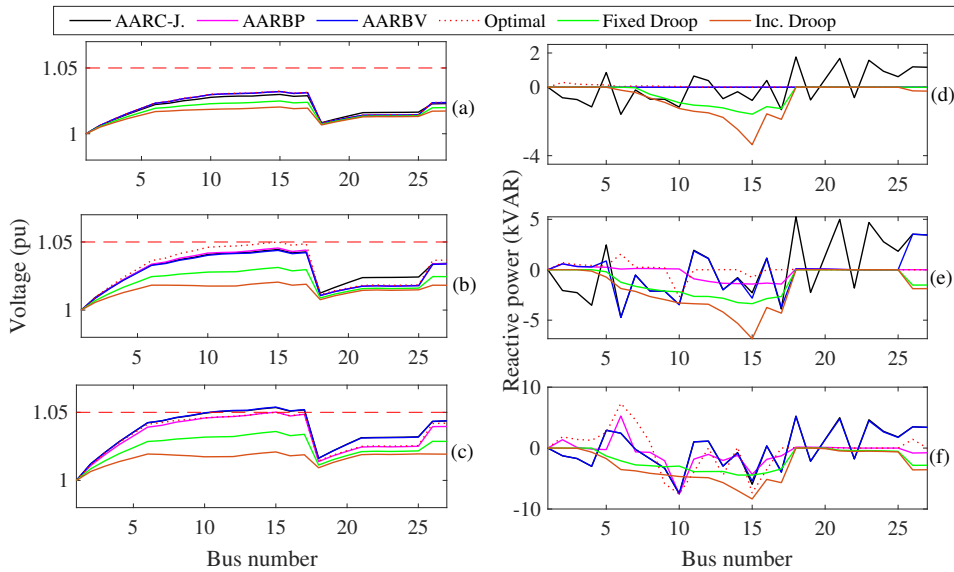 AARC-J. AARBP AARBV Optimal Fixed Droop Inc. Droop
1.05
1
5 10 15 20 25
(a)
1.05
1
5 10 15 20 25
(b)
1.05
1
5 10 15 20 25
(c)
Voltage (pu)
Bus number
2
0
-4
5 10 15 20 25
(d)
5
0
-5
5 10 15 20 25
(e)
10
0
-10
5 10 15 20 25
(f)
Reactive power (kVAR)
Bus number